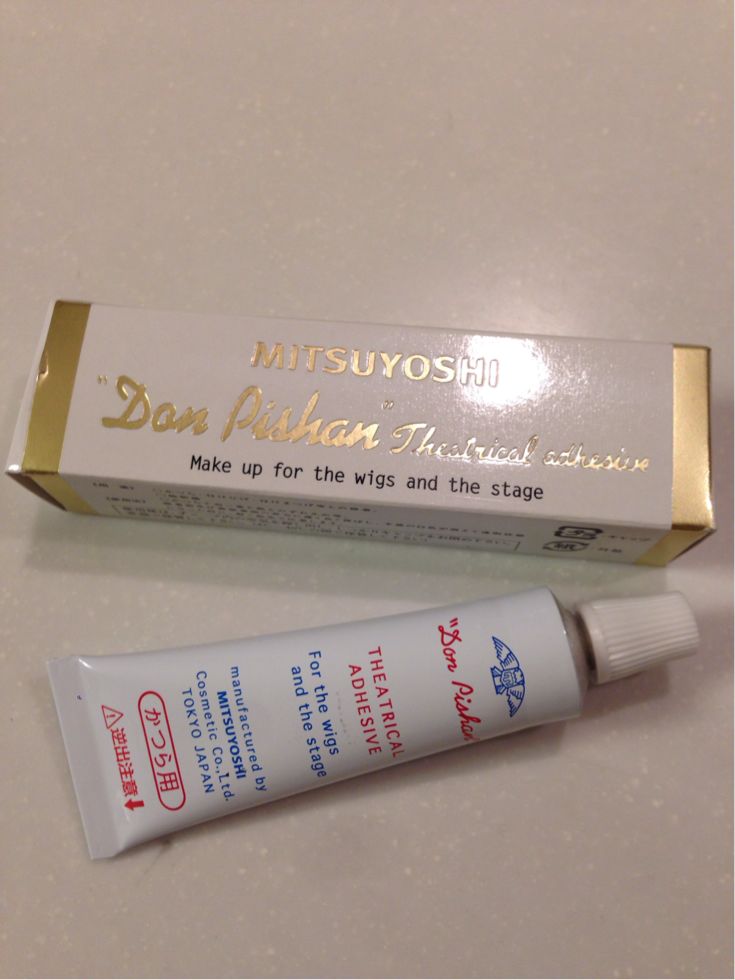 MITSUYOSHI
"Don Pishan" Theatrical adhesive
Make up for the wigs and the stage
"Don Pishan
THEATRICAL
ADHESIVE
For the wigs
and the stage
manufactured by
MITSUYOSHI
Cosmetic Co.,Ltd.
TOKYO JAPAN
かつら用
⚠逆出注意